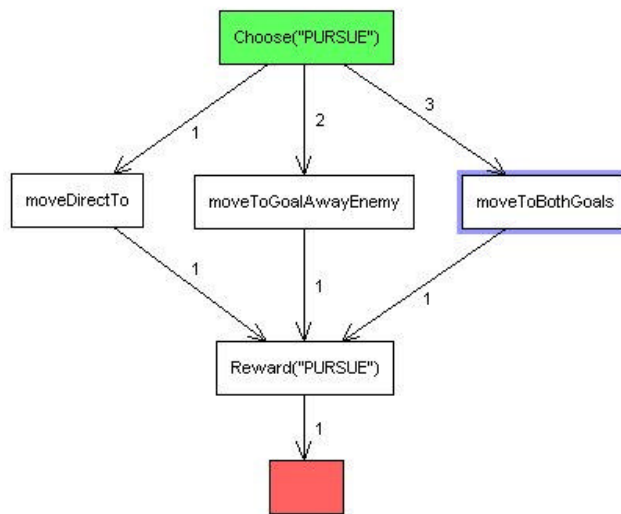 Choose("PURSUE")
1
2
3
moveDirectTo
moveToGoalAwayEnemy
moveToBothGoals
1
1
1
Reward("PURSUE")
1